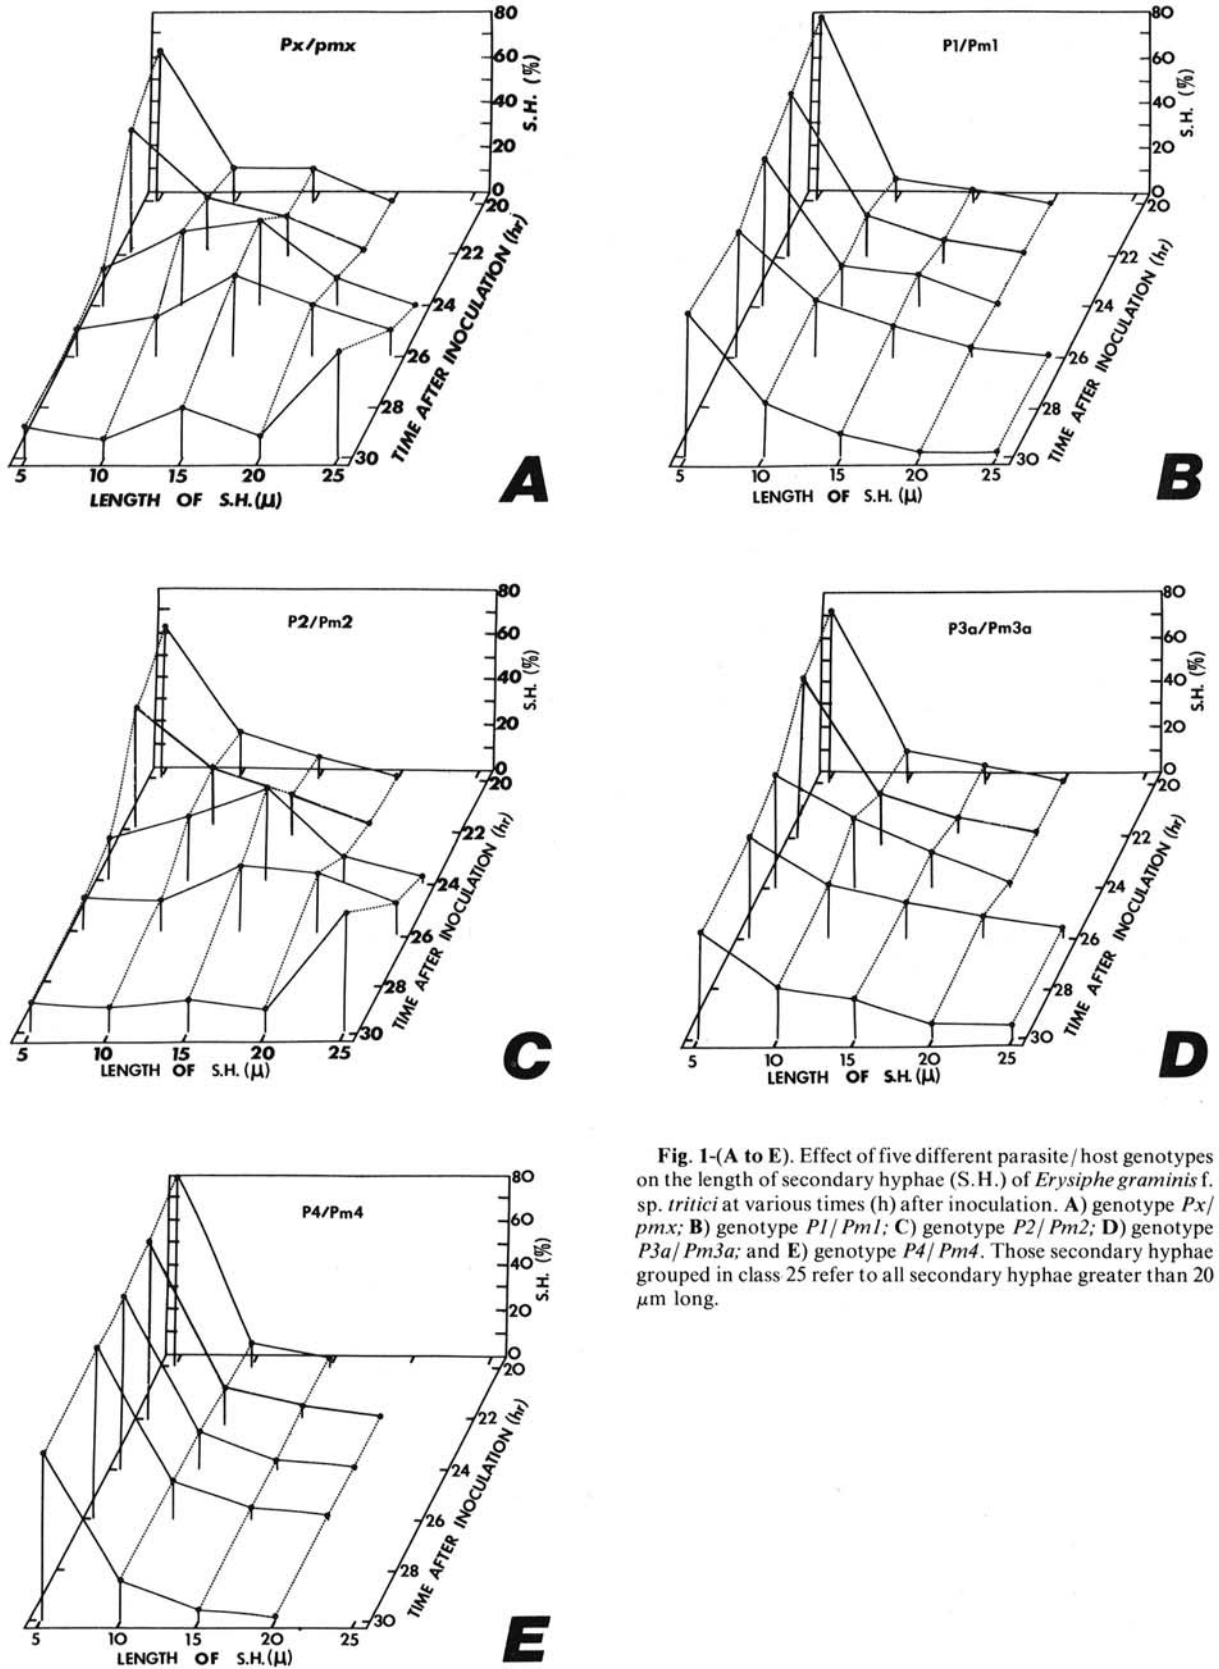 Px/pmx
80
60
40
20
0
S.H. (%)
20
22
24
26
28
30
TIME AFTER INOCULATION (hr)
5 10 15 20 25
LENGTH OF S.H.(μ)
A
P1/Pm1
80
60
40
20
0
S.H. (%)
20
22
24
26
28
30
TIME AFTER INOCULATION (hr)
5 10 15 20 25
LENGTH OF S.H.(μ)
B
P2/Pm2
80
60
40
20
0
S.H. (%)
20
22
24
26
28
30
TIME AFTER INOCULATION (hr)
5 10 15 20 25
LENGTH OF S.H.(μ)
C
P3a/Pm3a
80
60
40
20
0
S.H. (%)
20
22
24
26
28
30
TIME AFTER INOCULATION (hr)
5 10 15 20 25
LENGTH OF S.H.(μ)
D
P4/Pm4
80
60
40
20
0
S.H. (%)
20
22
24
26
28
30
TIME AFTER INOCULATION (hr)
5 10 15 20 25
LENGTH OF S.H.(μ)
E
Fig. 1-(A to E). Effect of five different parasite/host genotypes
on the length of secondary hyphae (S.H.) of Erysiphe graminis f.
sp. tritici at various times (h) after inoculation. A) genotype Px/
pmx; B) genotype P1/Pm1; C) genotype P2/Pm2; D) genotype
P3a/Pm3a; and E) genotype P4/Pm4. Those secondary hyphae
grouped in class 25 refer to all secondary hyphae greater than 20
μm long.